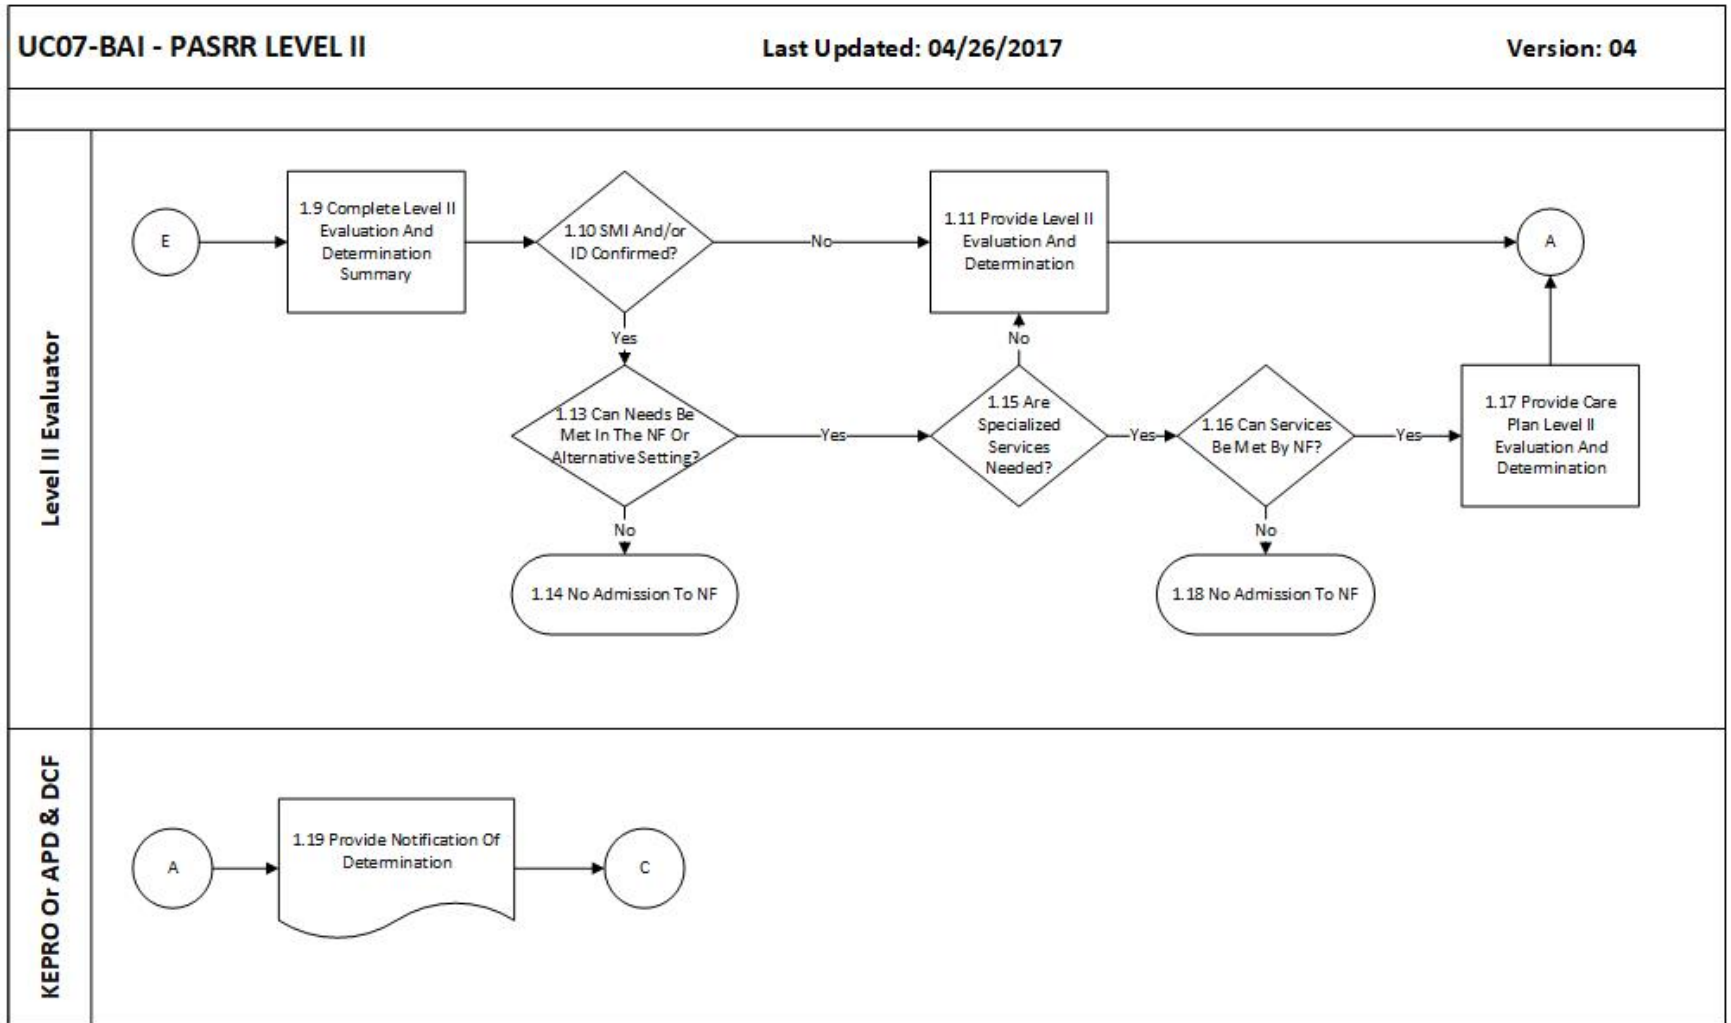 UC07-BAI - PASRR LEVEL II
Last Updated: 04/26/2017
Version: 04
Level II Evaluator
E
1.9 Complete Level II
Evaluation And
Determination
Summary
1.10 SMI And/or
ID Confirmed?
No
1.11 Provide Level II
Evaluation And
Determination
A
Yes
No
1.13 Can Needs Be
Met In The NF Or
Alternative Setting?
Yes
1.15 Are
Specialized
Services
Needed?
Yes
1.16 Can Services
Be Met By NF?
Yes
1.17 Provide Care
Plan Level II
Evaluation And
Determination
No
No
1.14 No Admission To NF
1.18 No Admission To NF
KEPRO Or APD & DCF
A
1.19 Provide Notification Of
Determination
C